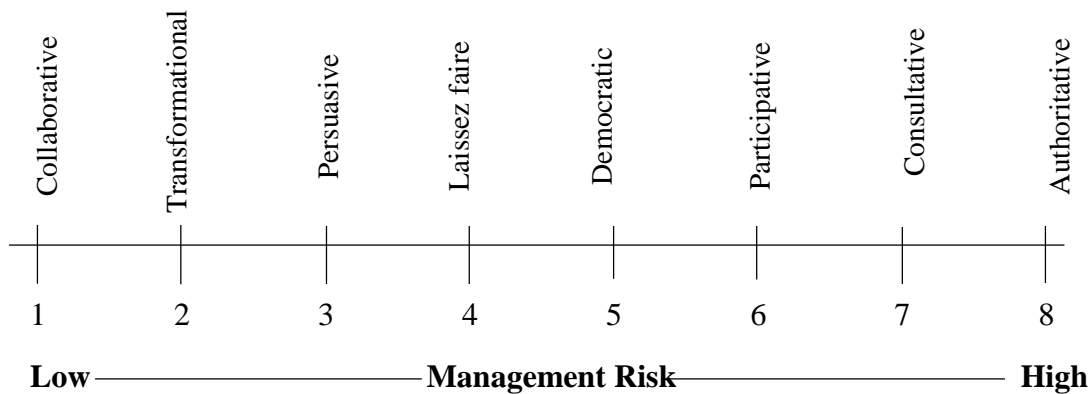 Collaborative
Transformational
Persuasive
Laissez faire
Democratic
Participative
Consultative
Authoritative
1 2 3 4 5 6 7 8
Low Management Risk High